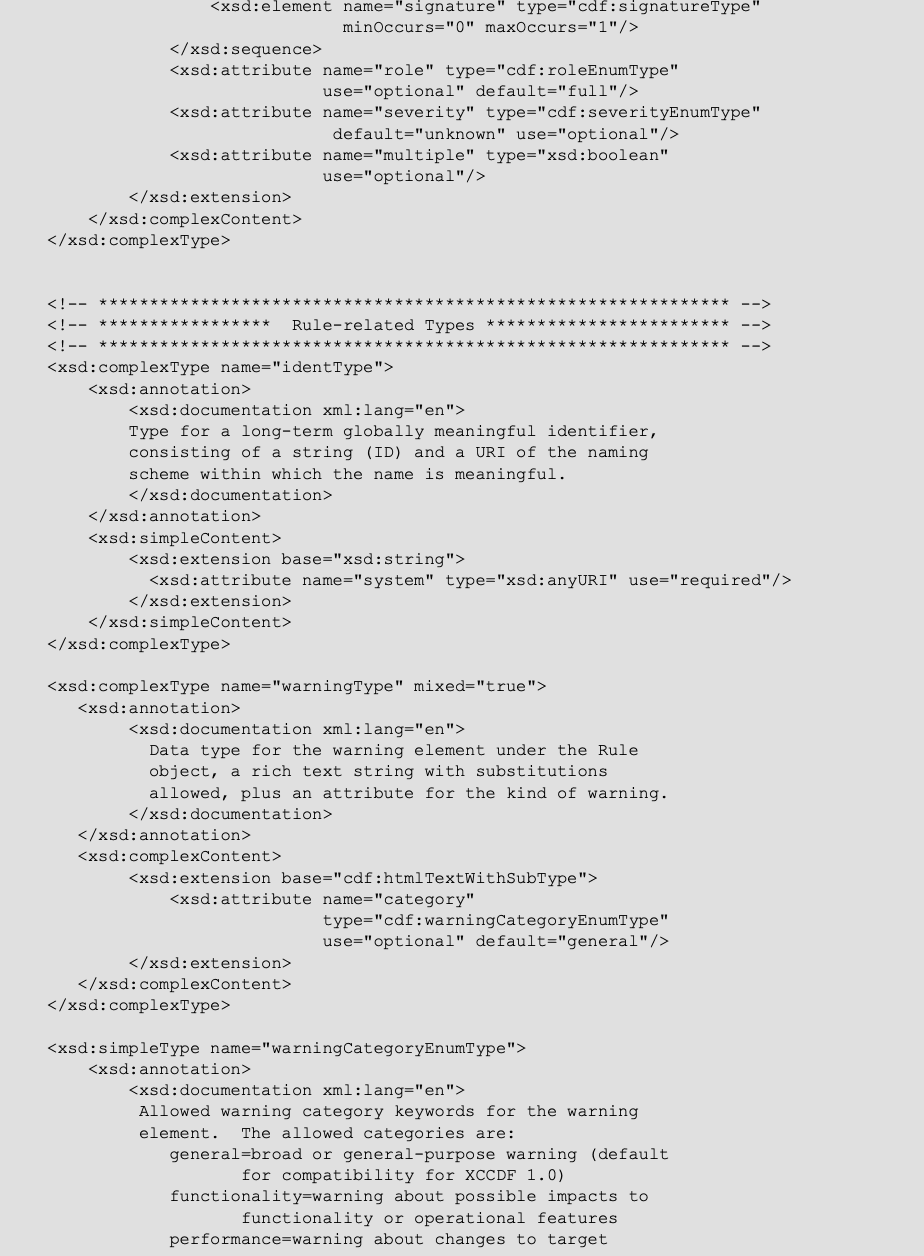 <xsd:element name="signature" type="cdf:signatureType"
minOccurs="0" maxOccurs="1"/>
</xsd:sequence>
<xsd:attribute name="role" type="cdf:roleEnumType"
use="optional" default="full"/>
<xsd:attribute name="severity" type="cdf:severityEnumType"
default="unknown" use="optional"/>
<xsd:attribute name="multiple" type="xsd:boolean"
use="optional"/>
</xsd:extension>
</xsd:complexContent>
</xsd:complexType>
<!-- ************************************************************** -->
<!-- ***************** Rule-related Types ************************ -->
<!-- ************************************************************** -->
<xsd:complexType name="identType">
<xsd:annotation>
<xsd:documentation xml:lang="en">
Type for a long-term globally meaningful identifier,
consisting of a string (ID) and a URI of the naming
scheme within which the name is meaningful.
</xsd:documentation>
</xsd:annotation>
<xsd:simpleContent>
<xsd:extension base="xsd:string">
<xsd:attribute name="system" type="xsd:anyURI" use="required"/>
</xsd:extension>
</xsd:simpleContent>
</xsd:complexType>
<xsd:complexType name="warningType" mixed="true">
<xsd:annotation>
<xsd:documentation xml:lang="en">
Data type for the warning element under the Rule
object, a rich text string with substitutions
allowed, plus an attribute for the kind of warning.
</xsd:documentation>
</xsd:annotation>
<xsd:complexContent>
<xsd:extension base="cdf:htmlTextWithSubType">
<xsd:attribute name="category"
type="cdf:warningCategoryEnumType"
use="optional" default="general"/>
</xsd:extension>
</xsd:complexContent>
</xsd:complexType>
<xsd:simpleType name="warningCategoryEnumType">
<xsd:annotation>
<xsd:documentation xml:lang="en">
Allowed warning category keywords for the warning
element.  The allowed categories are:
general=broad or general-purpose warning (default
for compatibility for XCCDF 1.0)
functionality=warning about possible impacts to
functionality or operational features
performance=warning about changes to target